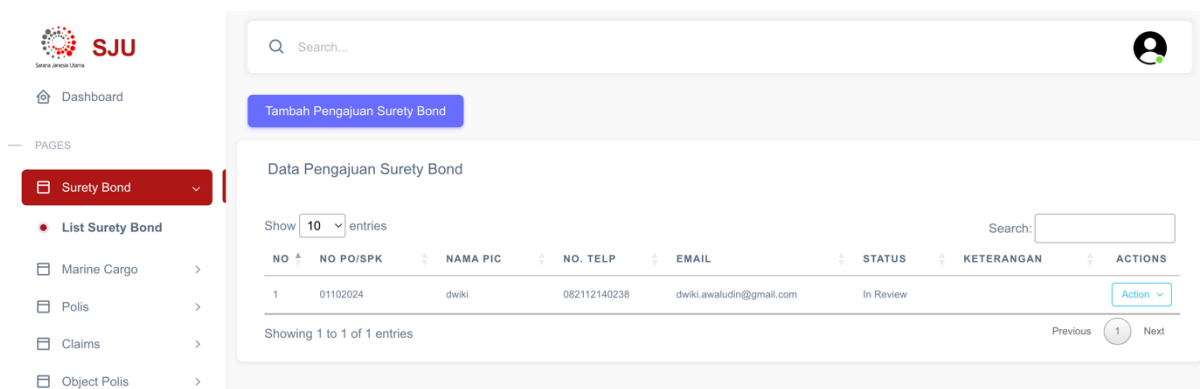 SJU
Sarana Janesia Utama
Search...
Dashboard
Tambah Pengajuan Surety Bond
PAGES
Data Pengajuan Surety Bond
Surety Bond
List Surety Bond
Show 10 entries
Search:
NO NO PO/SPK NAMA PIC NO. TELP EMAIL STATUS KETERANGAN ACTIONS
Marine Cargo
1 01102024 dwiki 082112140238 dwiki.awaludin@gmail.com In Review Action
Polis
Showing 1 to 1 of 1 entries
Previous 1 Next
Claims
Object Polis